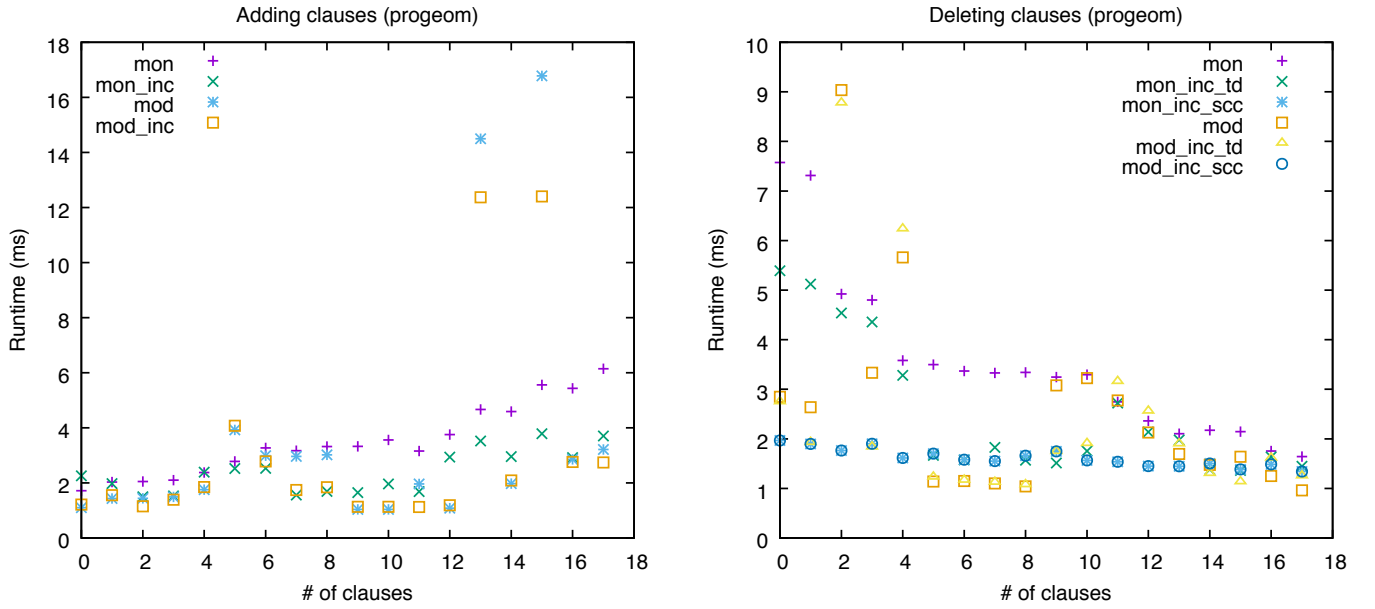 Adding clauses (progeom)
18
16
14
12
10
8
6
4
2
0
Runtime (ms)
mon
mon_inc
mod
mod_inc
0 2 4 6 8 10 12 14 16 18
# of clauses
Deleting clauses (progeom)
10
9
8
7
6
5
4
3
2
1
0
Runtime (ms)
mon
mon_inc_td
mon_inc_scc
mod
mod_inc_td
mod_inc_scc
0 2 4 6 8 10 12 14 16 18
# of clauses